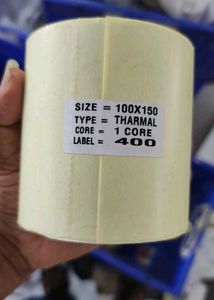 SIZE = 100X150
TYPE = THARMAL
CORE = 1 CORE
LABEL = 400